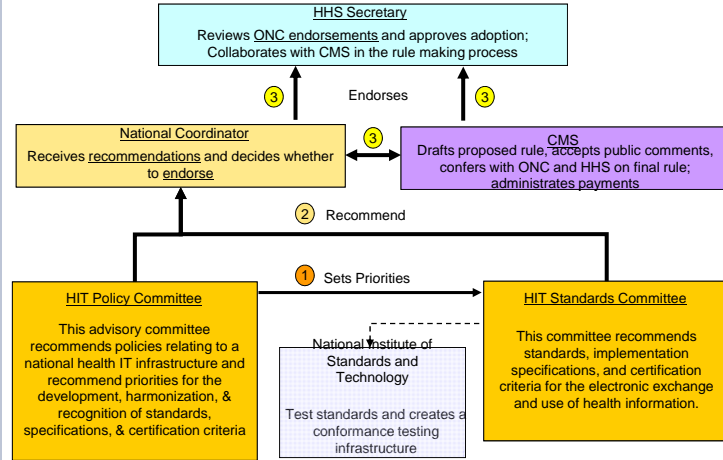 HHS Secretary
Reviews ONC endorsements and approves adoption;
Collaborates with CMS in the rule making process
3
Endorses
3
National Coordinator
Receives recommendations and decides whether
to endorse
3
CMS
Drafts proposed rule, accepts public comments,
confers with ONC and HHS on final rule;
administrates payments
2 Recommend
1 Sets Priorities
HIT Policy Committee
This advisory committee
recommends policies relating to a
national health IT infrastructure and
recommend priorities for the
development, harmonization, &
recognition of standards,
specifications, & certification criteria
National Institute of
Standards and
Technology
Test standards and creates a
conformance testing
infrastructure
HIT Standards Committee
This committee recommends
standards, implementation
specifications, and certification
criteria for the electronic exchange
and use of health information.